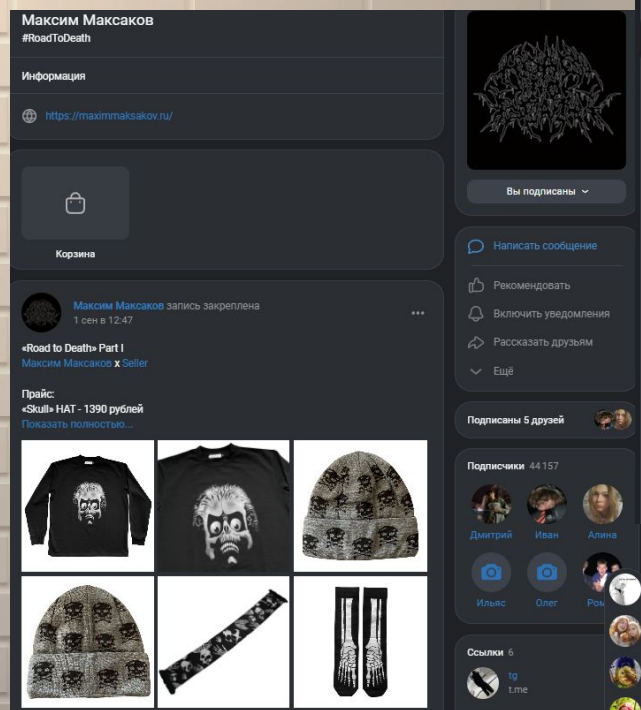 Максим Максаков
#RoadToDeath
Информация
https://maximmaksakov.ru/
Корзина
Максим Максаков запись закреплена
1 сен в 12:47
«Road to Death» Part I
Максим Максаков x Seller
Прайс:
«Skull» HAT - 1390 рублей
Показать полностью...
Вы подписаны
Написать сообщение
Рекомендовать
Включить уведомления
Рассказать друзьям
Ещё
Подписаны 5 друзей
Подписчики 44 157
Дмитрий Иван Алина
Ильяс Олег
Ссылки 6
tg
t.me